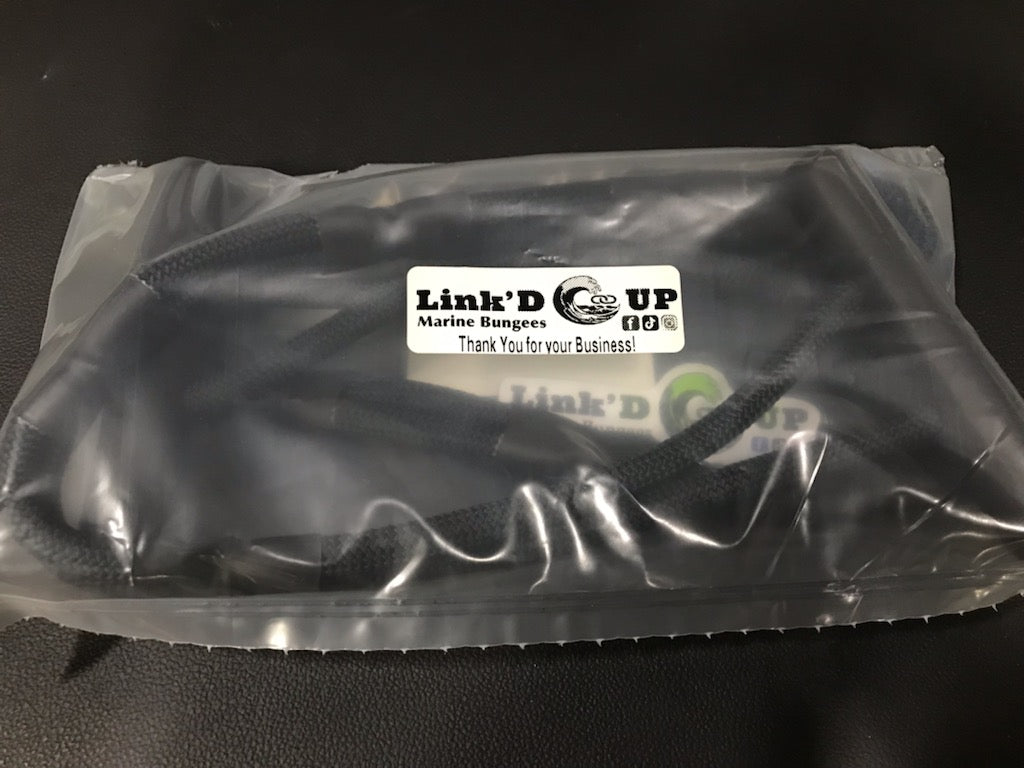 Link'D UP
Marine Bungees
Thank You for your Business!
Link'D UP